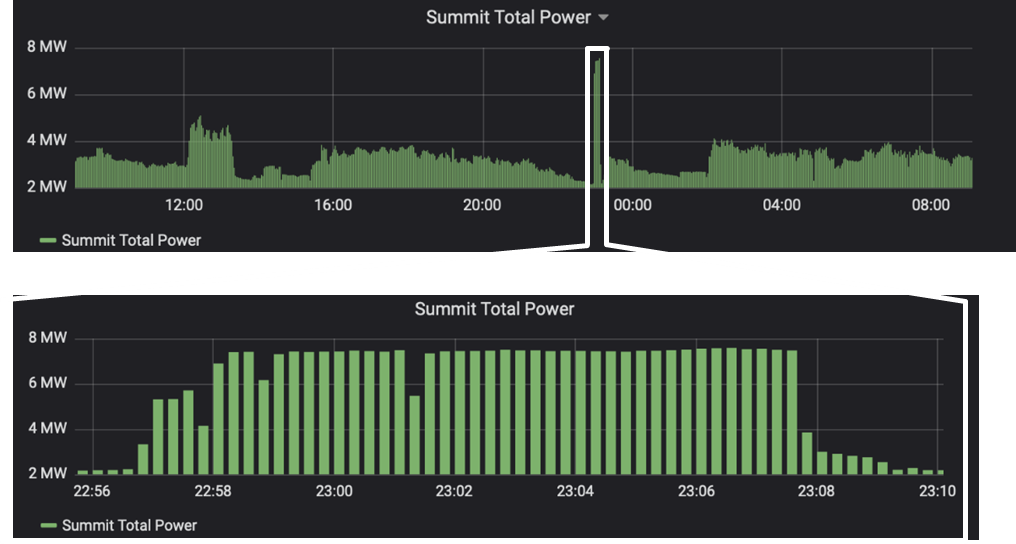 Summit Total Power
8 MW
6 MW
4 MW
2 MW
12:00 16:00 20:00 00:00 04:00 08:00
Summit Total Power
Summit Total Power
8 MW
6 MW
4 MW
2 MW
22:56 22:58 23:00 23:02 23:04 23:06 23:08 23:10
Summit Total Power